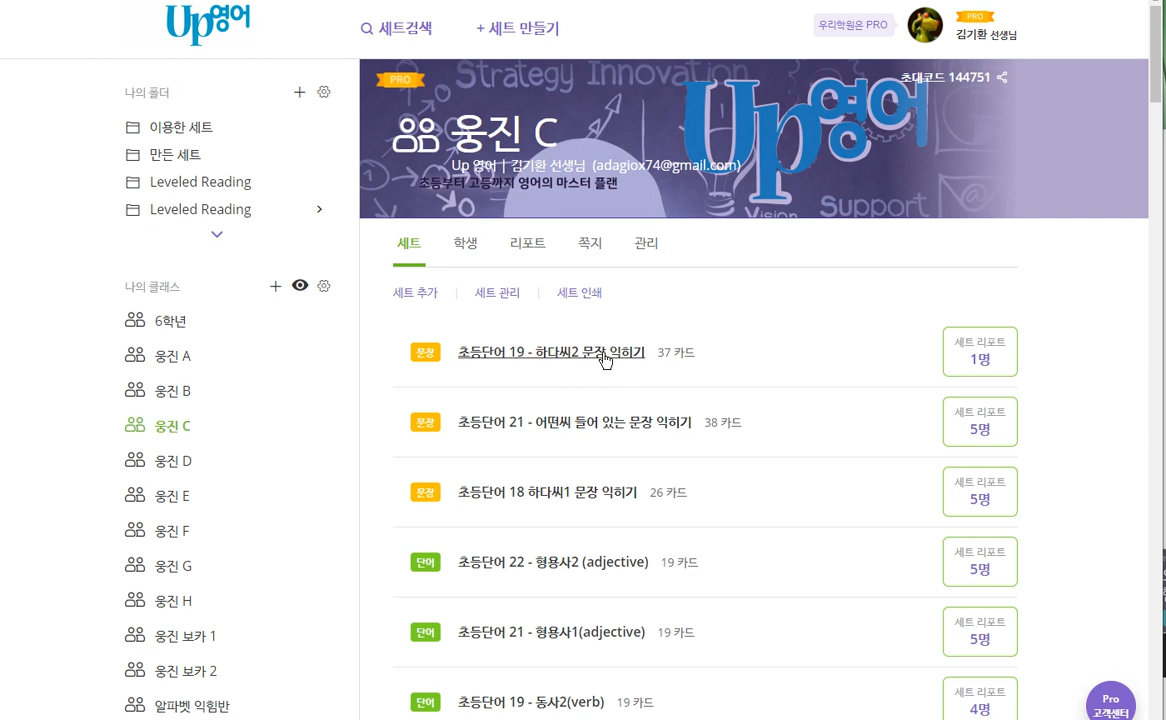 Up영어
세트검색
+ 세트 만들기
우리학원은 PRO
PRO
김기환 선생님
나의 폴더
이용한 세트
만든 세트
Leveled Reading
Leveled Reading
나의 클래스
6학년
웅진 A
웅진 B
웅진 C
웅진 D
웅진 E
웅진 F
웅진 G
웅진 H
웅진 보카 1
웅진 보카 2
알파벳 익힘반
PRO
Strategy Innovation
초대코드 144751
웅진 C
Up영어
Up 영어 | 김기환 선생님 (adagiox74@gmail.com)
초등부터 고등까지 영어의 마스터 플랜
Vision
Support
세트 학생 리포트 쪽지 관리
세트 추가 | 세트 관리 | 세트 인쇄
문장 초등단어 19 - 하다씨2 문장 익히기 37 카드
세트 리포트
1명
문장 초등단어 21 - 어떤씨 들어 있는 문장 익히기 38 카드
세트 리포트
5명
문장 초등단어 18 하다씨1 문장 익히기 26 카드
세트 리포트
5명
단어 초등단어 22 - 형용사2 (adjective) 19 카드
세트 리포트
5명
단어 초등단어 21 - 형용사1(adjective) 19 카드
세트 리포트
5명
단어 초등단어 19 - 동사2(verb) 19 카드
세트 리포트
4명
Pro
고객센터